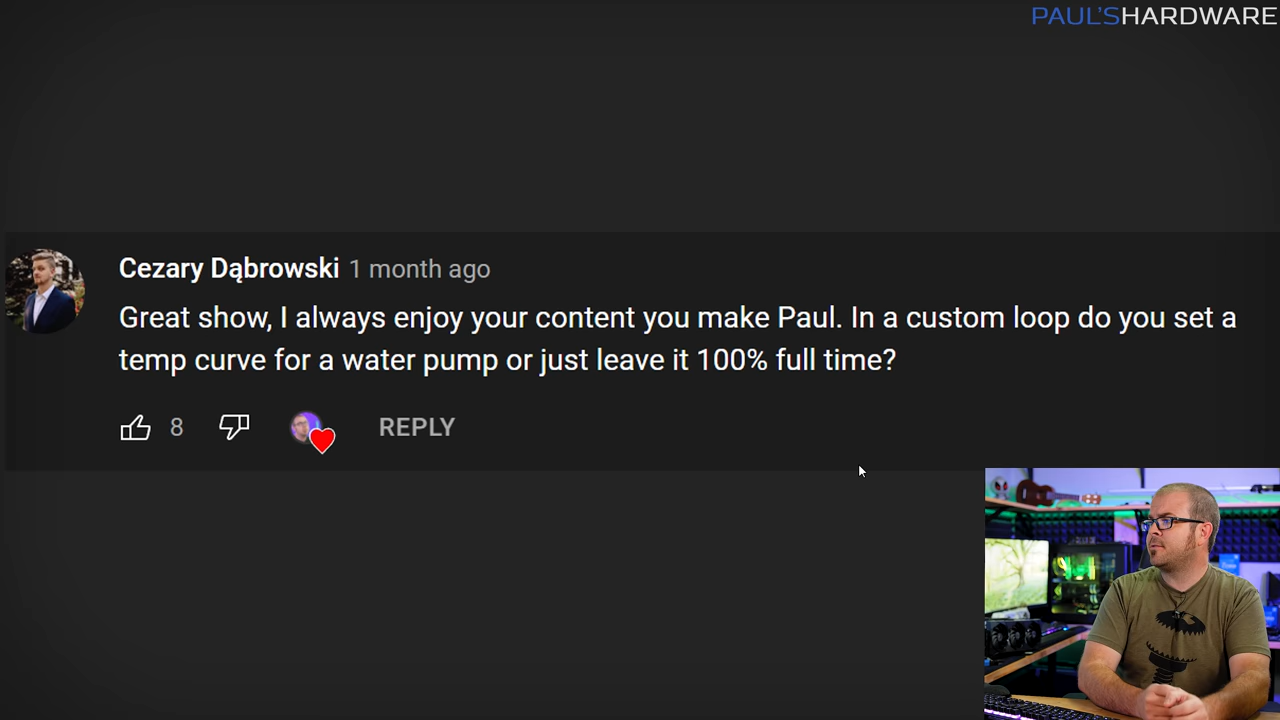 PAUL'SHARDWARE
Cezary Dąbrowski 1 month ago
Great show, I always enjoy your content you make Paul. In a custom loop do you set a
temp curve for a water pump or just leave it 100% full time?
8
REPLY